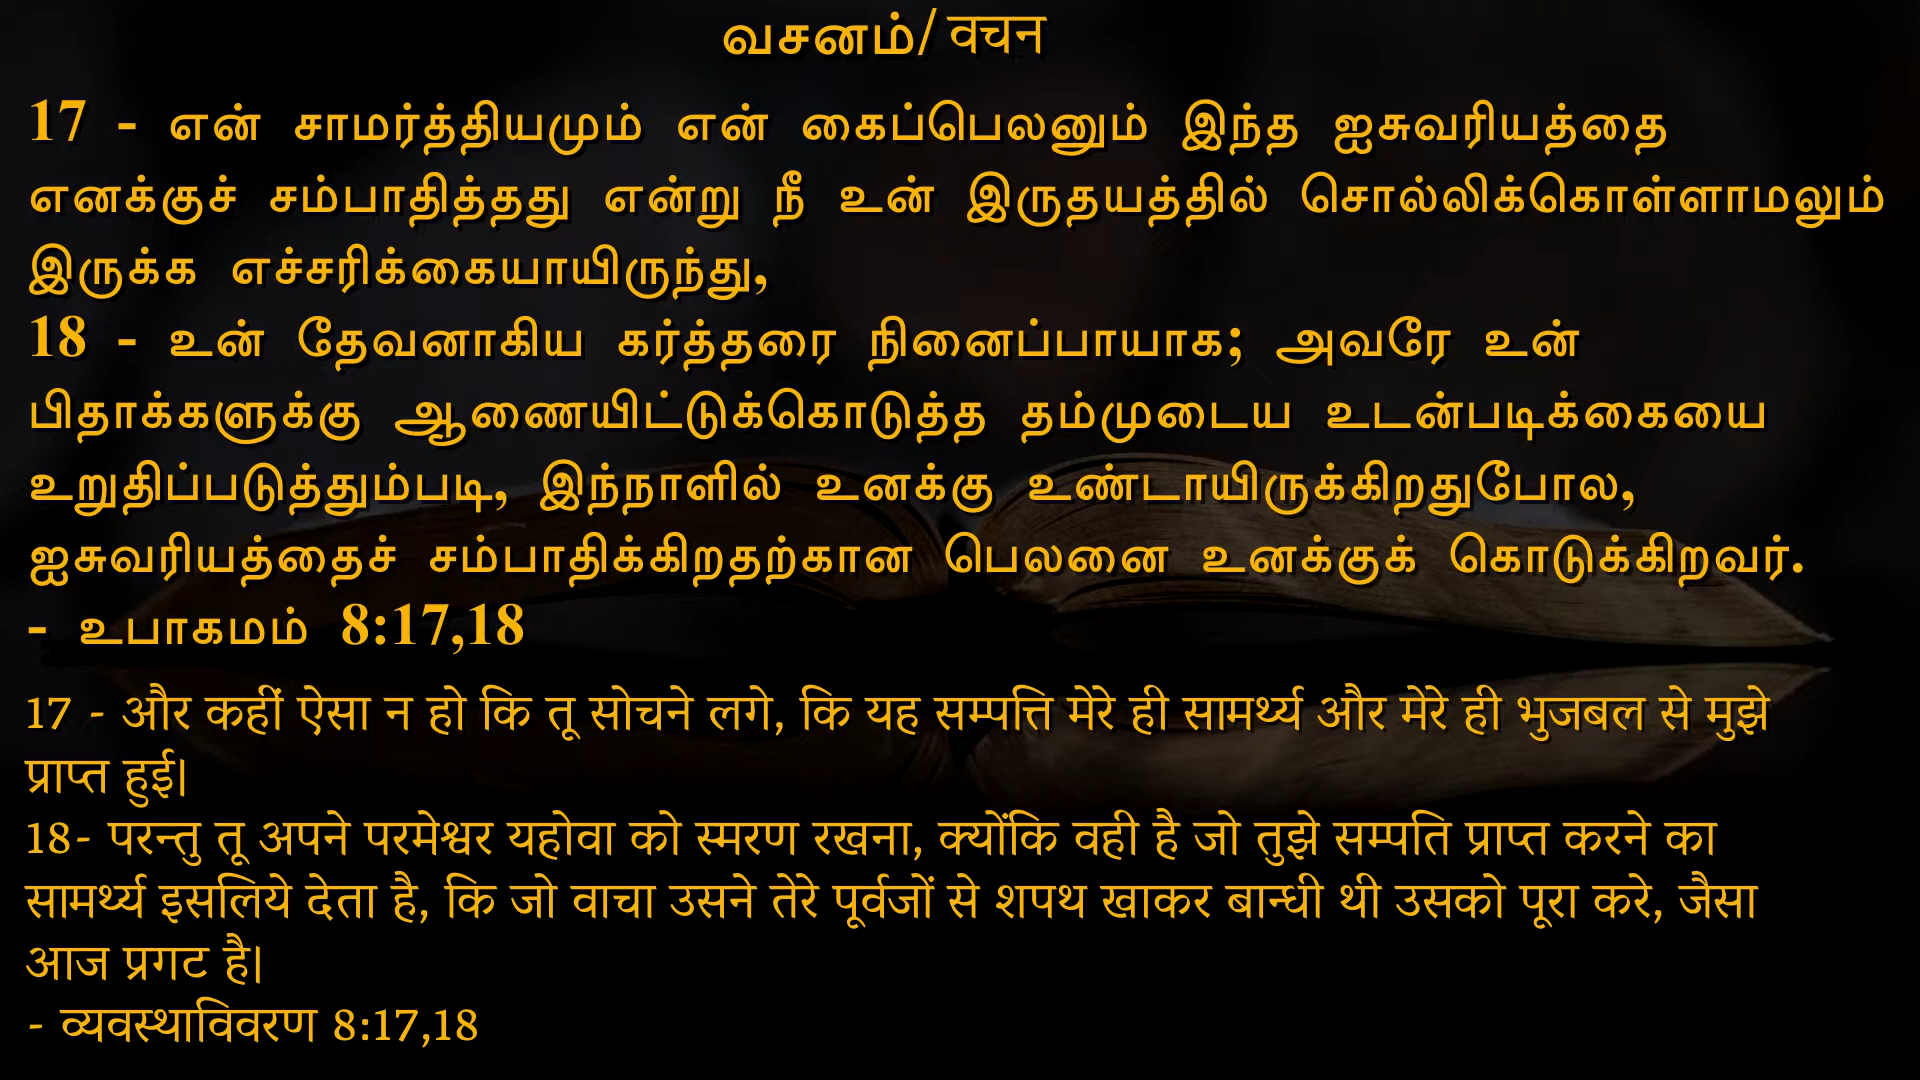 வசனம்/ वचन
17 - என் சாமர்த்தியமும் என் கைப்பெலனும் இந்த ஐசுவரியத்தை
எனக்குச் சம்பாதித்தது என்று நீ உன் இருதயத்தில் சொல்லிக்கொள்ளாமலும்
இருக்க எச்சரிக்கையாயிருந்து,
18 - உன் தேவனாகிய கர்த்தரை நினைப்பாயாக; அவரே உன்
பிதாக்களுக்கு ஆணையிட்டுக்கொடுத்த தம்முடைய உடன்படிக்கையை
உறுதிப்படுத்தும்படி, இந்நாளில் உனக்கு உண்டாயிருக்கிறதுபோல,
ஐசுவரியத்தைச் சம்பாதிக்கிறதற்கான பெலனை உனக்குக் கொடுக்கிறவர்.
- உபாகமம் 8:17,18
17 - और कहीं ऐसा न हो कि तू सोचने लगे, कि यह सम्पत्ति मेरे ही सामर्थ्य और मेरे ही भुजबल से मुझे
प्राप्त हुई।
18- परन्तु तू अपने परमेश्वर यहोवा को स्मरण रखना, क्योंकि वही है जो तुझे सम्पति प्राप्त करने का
सामर्थ्य इसलिये देता है, कि जो वाचा उसने तेरे पूर्वजों से शपथ खाकर बान्धी थी उसको पूरा करे, जैसा
आज प्रगट है।
- व्यवस्थाविवरण 8:17,18